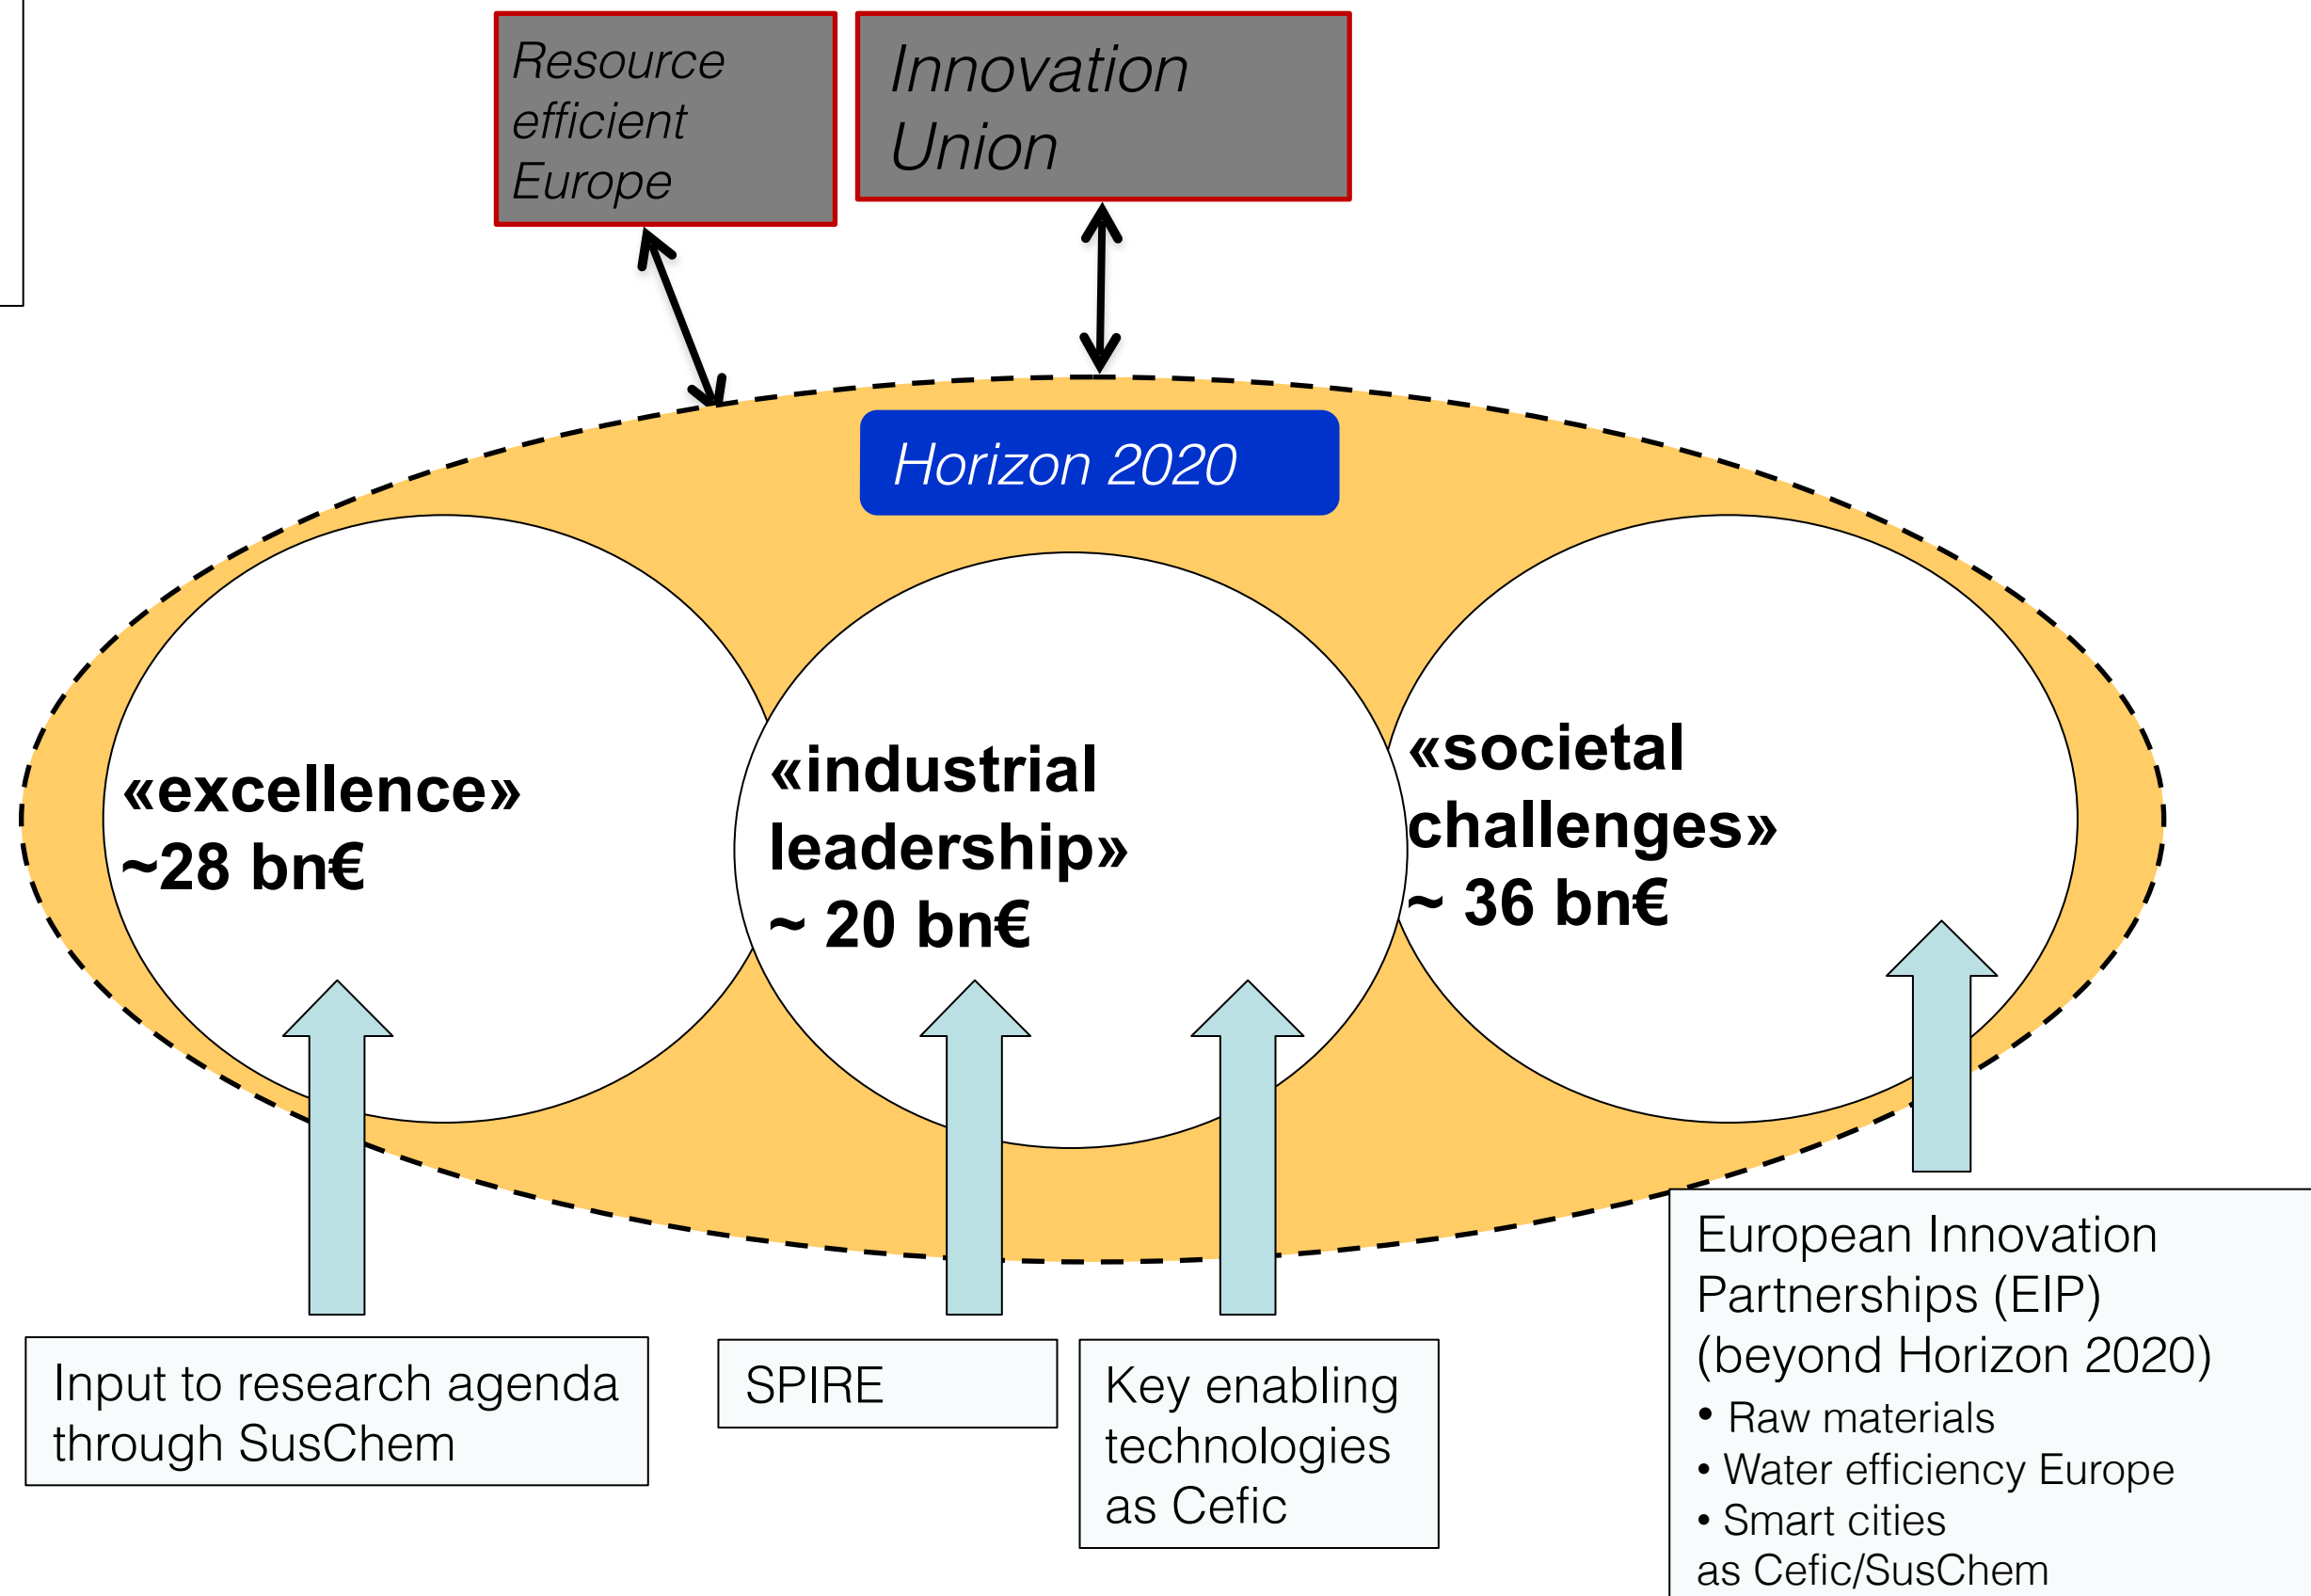 Resource
efficient
Europe
Innovation
Union
Horizon 2020
«excellence»
~28 bn€
«industrial
leadership»
~ 20 bn€
«societal
challenges»
~ 36 bn€
Input to research agenda
through SusChem
SPIRE
Key enabling
technologies
as Cefic
European Innovation
Partnerships (EIP)
(beyond Horizon 2020)
• Raw materials
• Water efficiency Europe
• Smart cities
as Cefic/SusChem